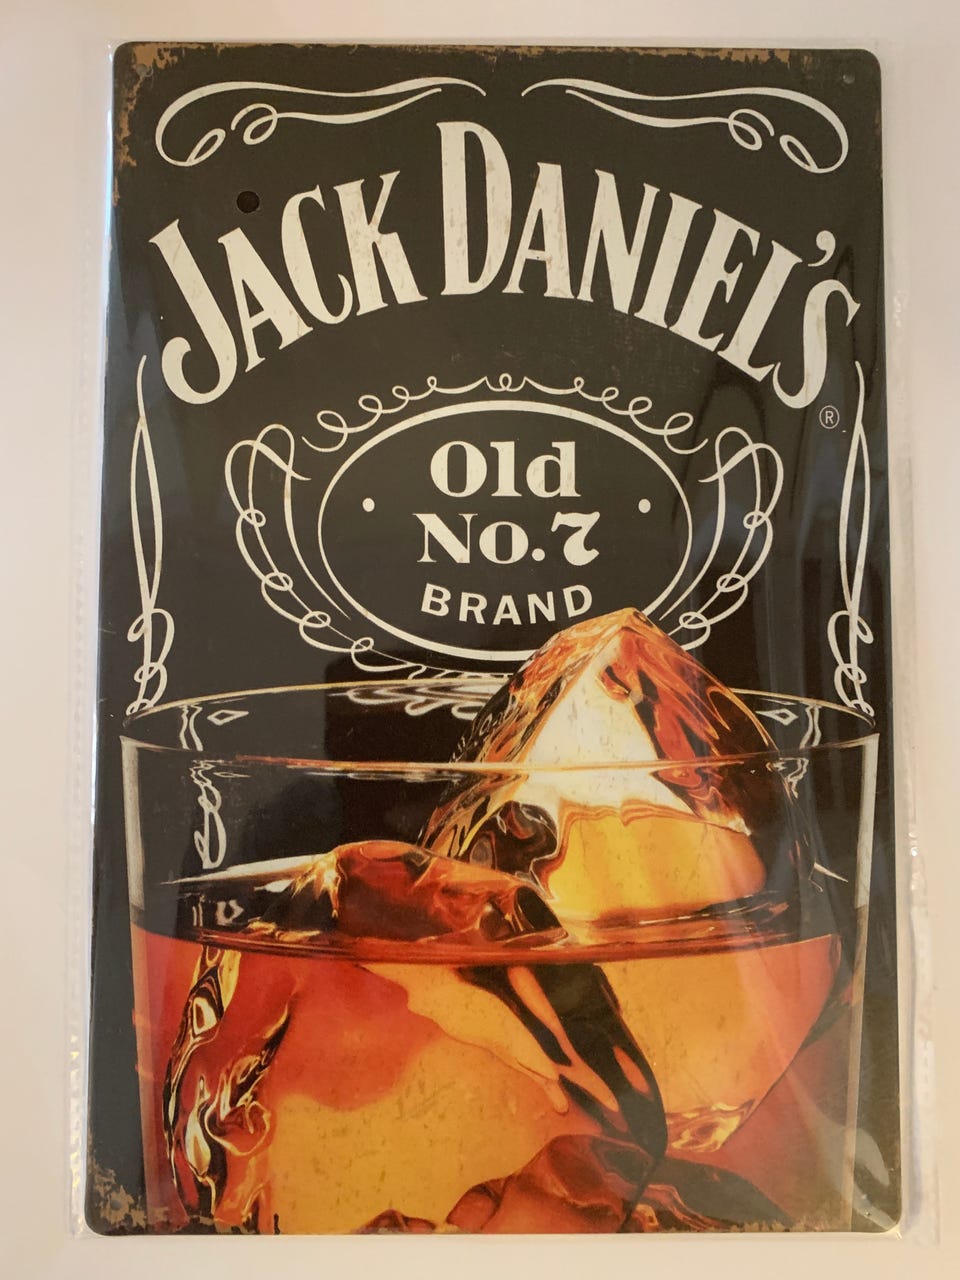 JACK DANIEL'S
®
Old
No.7
BRAND